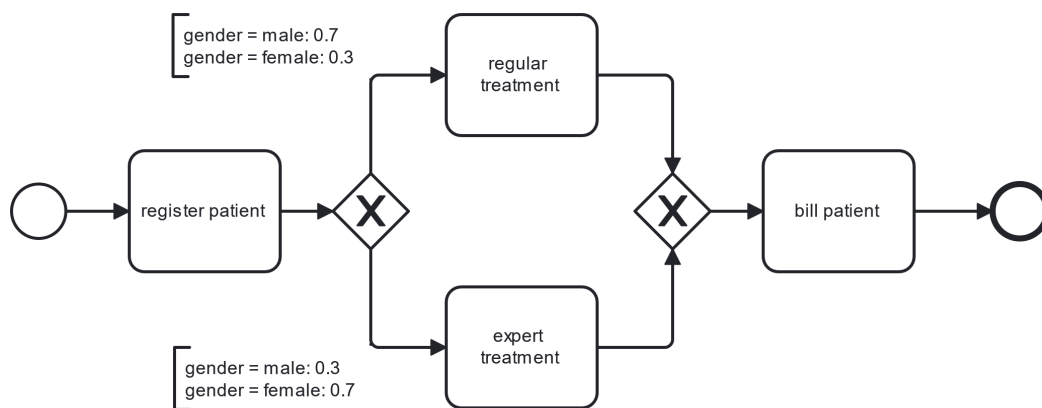 gender = male: 0.7
gender = female: 0.3
regular
treatment
register patient
X
X
bill patient
expert
treatment
gender = male: 0.3
gender = female: 0.7